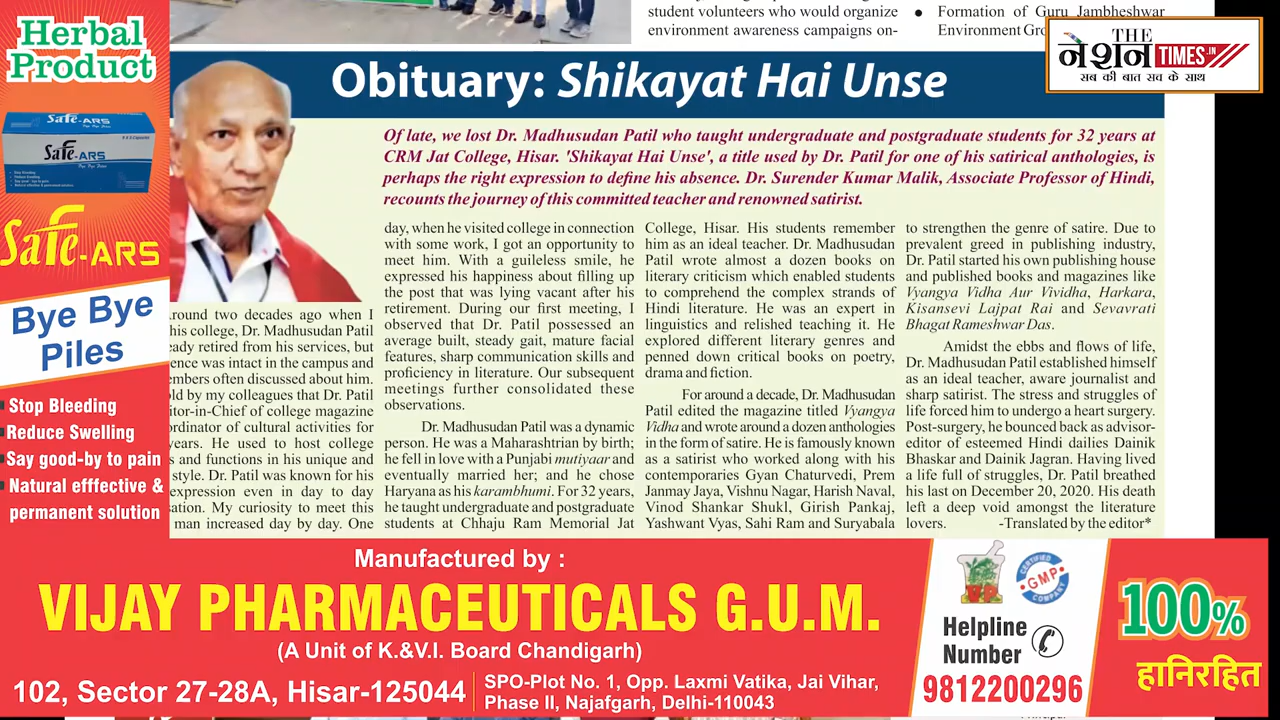 Herbal
Product
Safe-ARS
Safe-ARS
Bye Bye
Piles
Stop Bleeding
Reduce Swelling
Say good-by to pain
Natural efffective &
permanent solution
student volunteers who would organize
environment awareness campaigns on-
• Formation of Guru Jambheshwar
Environment
THE
नेशन TIMES.IN
सब की बात सच के साथ
Obituary: Shikayat Hai Unse
Of late, we lost Dr. Madhusudan Patil who taught undergraduate and postgraduate students for 32 years at
CRM Jat College, Hisar. 'Shikayat Hai Unse', a title used by Dr. Patil for one of his satirical anthologies, is
perhaps the right expression to define his absence. Dr. Surender Kumar Malik, Associate Professor of Hindi,
recounts the journey of this committed teacher and renowned satirist.
around two decades ago when I
his college, Dr. Madhusudan Patil
retired from his services, but
was intact in the campus and
often discussed about him.
by my colleagues that Dr. Patil
of college magazine
of cultural activities for
years. He used to host college
and functions in his unique and
style. Dr. Patil was known for his
expression even in day to day
My curiosity to meet this
man increased day by day. One
day, when he visited college in connection
with some work, I got an opportunity to
meet him. With a guileless smile, he
expressed his happiness about filling up
the post that was lying vacant after his
retirement. During our first meeting, I
observed that Dr. Patil possessed an
average built, steady gait, mature facial
features, sharp communication skills and
proficiency in literature. Our subsequent
meetings further consolidated these
observations.
Dr. Madhusudan Patil was a dynamic
person. He was a Maharashtrian by birth;
he fell in love with a Punjabi mutiyaar and
eventually married her; and he chose
Haryana as his karambhumi. For 32 years,
he taught undergraduate and postgraduate
students at Chhaju Ram Memorial Jat
College, Hisar. His students remember
him as an ideal teacher. Dr. Madhusudan
Patil wrote almost a dozen books on
literary criticism which enabled students
to comprehend the complex strands of
Hindi literature. He was an expert in
linguistics and relished teaching it. He
explored different literary genres and
penned down critical books on poetry,
drama and fiction.
For around a decade, Dr. Madhusudan
Patil edited the magazine titled Vyangya
Vidha and wrote around a dozen anthologies
in the form of satire. He is famously known
as a satirist who worked along with his
contemporaries Gyan Chaturvedi, Prem
Janmay Jaya, Vishnu Nagar, Harish Naval,
Vinod Shankar Shukl, Girish Pankaj,
Yashwant Vyas, Sahi Ram and Suryabala
to strengthen the genre of satire. Due to
prevalent greed in publishing industry,
Dr. Patil started his own publishing house
and published books and magazines like
Vyangya Vidha Aur Vividha, Harkara,
Kisansevi Lajpat Rai and Sevavrati
Bhagat Rameshwar Das.
Amidst the ebbs and flows of life,
Dr. Madhusudan Patil established himself
as an ideal teacher, aware journalist and
sharp satirist. The stress and struggles of
life forced him to undergo a heart surgery.
Post-surgery, he bounced back as advisor-
editor of esteemed Hindi dailies Dainik
Bhaskar and Dainik Jagran. Having lived
a life full of struggles, Dr. Patil breathed
his last on December 20, 2020. His death
left a deep void amongst the literature
lovers. -Translated by the editor*
Manufactured by :
VIJAY PHARMACEUTICALS G.U.M.
(A Unit of K.&V.I. Board Chandigarh)
102, Sector 27-28A, Hisar-125044
SPO-Plot No. 1, Opp. Laxmi Vatika, Jai Vihar,
Phase II, Najafgarh, Delhi-110043
CERTIFIED
GMP
COMPANY
Helpline
Number
9812200296
100%
हानिरहित